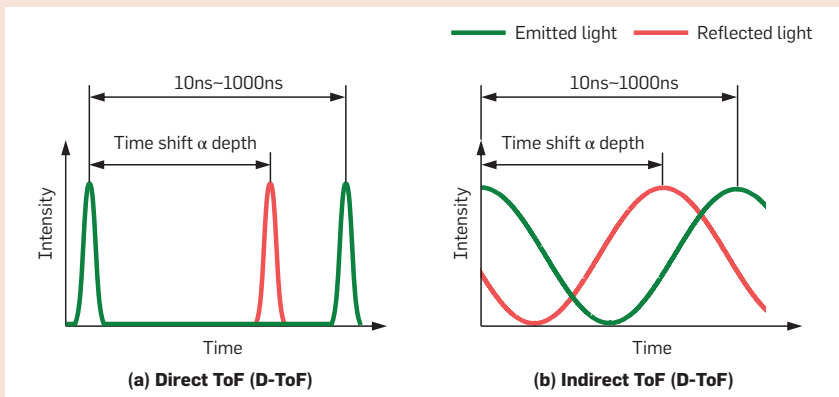 Emitted light
Reflected light
10ns~1000ns
Time shift α depth
Intensity
Time
(a) Direct ToF (D-ToF)
10ns~1000ns
Time shift α depth
Intensity
Time
(b) Indirect ToF (D-ToF)